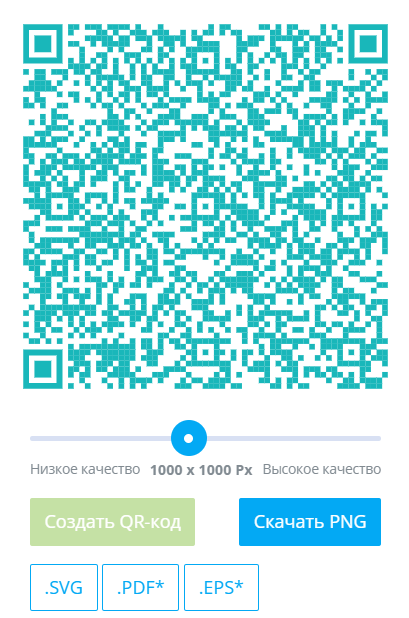 Низкое качество 1000 x 1000 Px Высокое качество
Создать QR-код Скачать PNG
.SVG .PDF* .EPS*